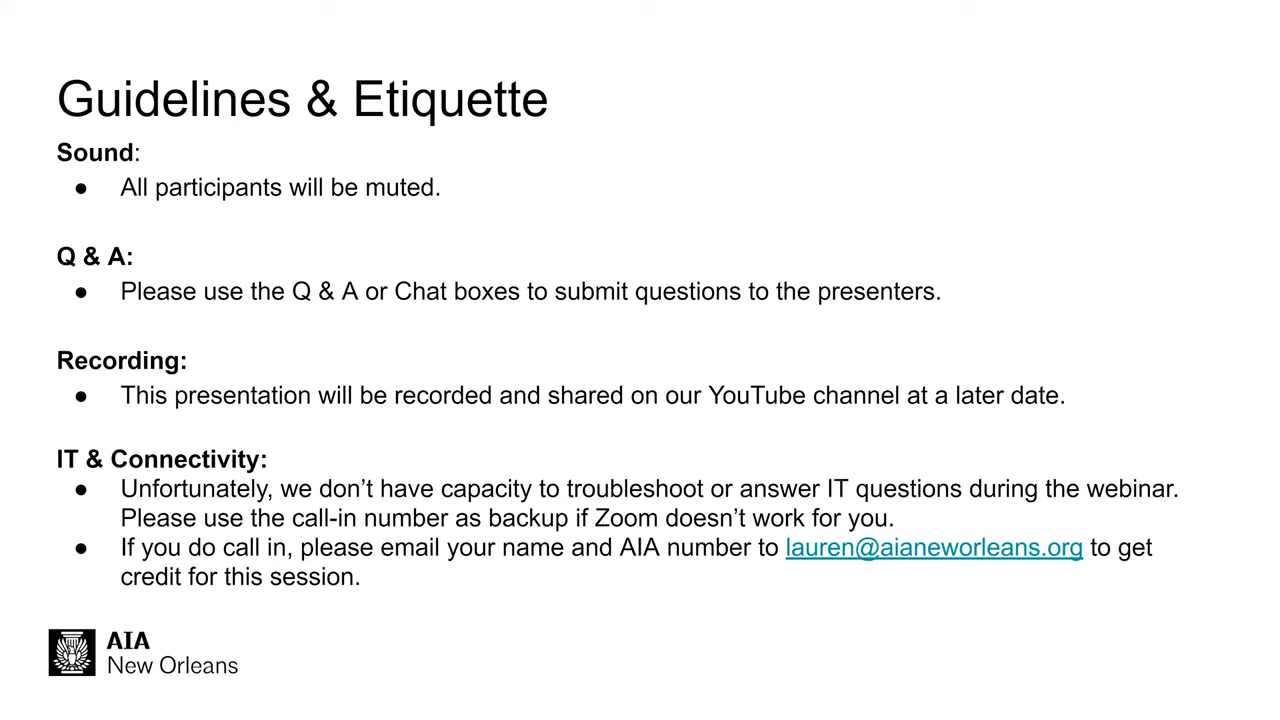 Guidelines & Etiquette
Sound:
● All participants will be muted.
Q & A:
● Please use the Q & A or Chat boxes to submit questions to the presenters.
Recording:
● This presentation will be recorded and shared on our YouTube channel at a later date.
IT & Connectivity:
● Unfortunately, we don’t have capacity to troubleshoot or answer IT questions during the webinar.
Please use the call-in number as backup if Zoom doesn’t work for you.
● If you do call in, please email your name and AIA number to lauren@aianeworleans.org to get
credit for this session.
AIA
New Orleans